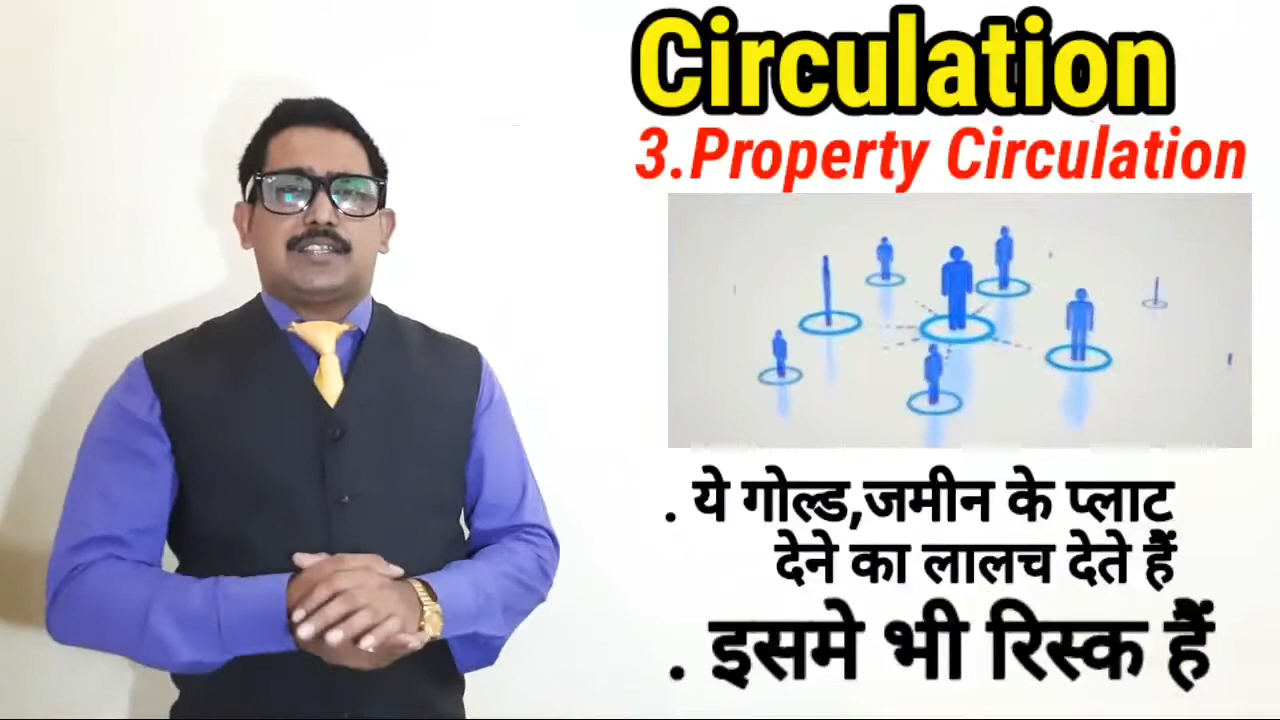 Circulation
3.Property Circulation
. ये गोल्ड,जमीन के प्लाट
देने का लालच देते हैं
. इसमे भी रिस्क हैं